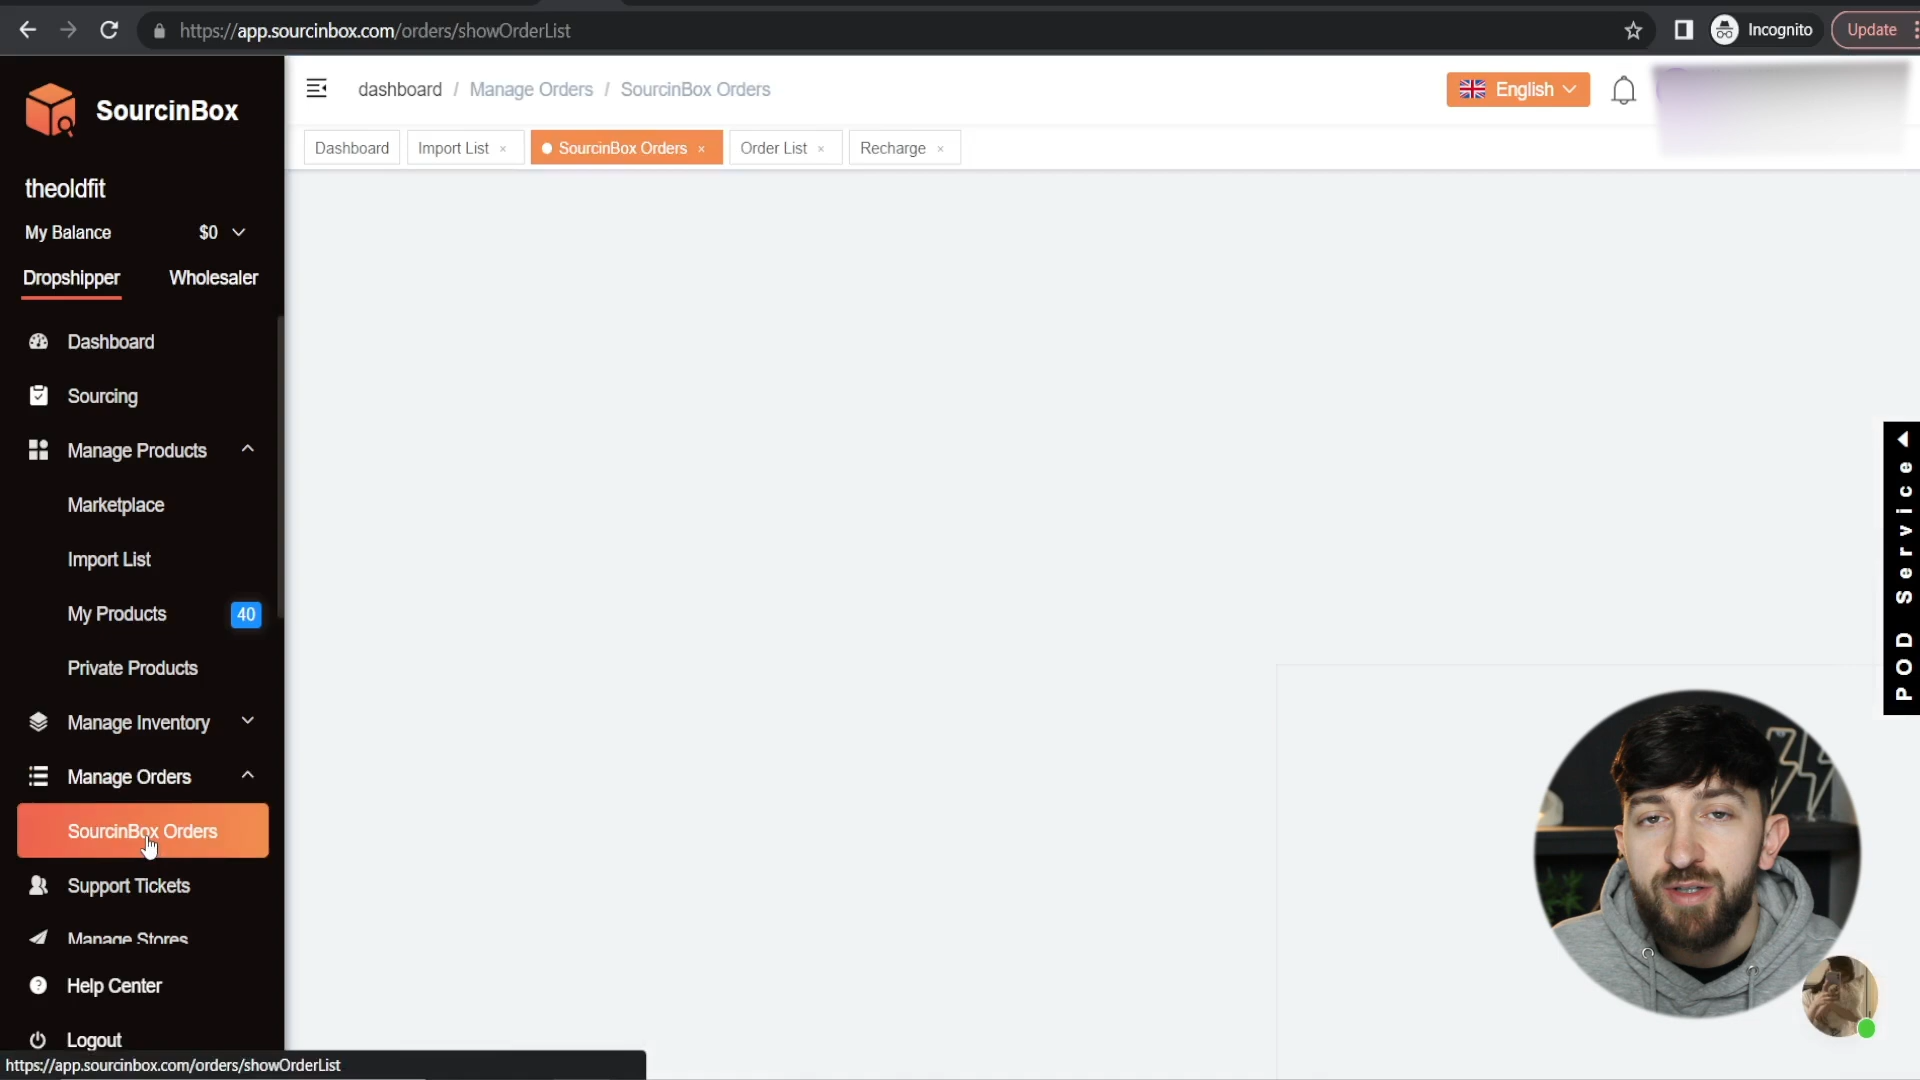 https://app.sourcinbox.com/orders/showOrderList
Incognito
Update
SourcinBox
dashboard / Manage Orders / SourcinBox Orders
English
Dashboard
Import List ×
SourcinBox Orders ×
Order List ×
Recharge ×
theoldfit
My Balance $0
Dropshipper Wholesaler
Dashboard
Sourcing
Manage Products
Marketplace
Import List
My Products 40
Private Products
Manage Inventory
Manage Orders
SourcinBox Orders
Support Tickets
Manage Stores
Help Center
Logout
https://app.sourcinbox.com/orders/showOrderList
POD Service